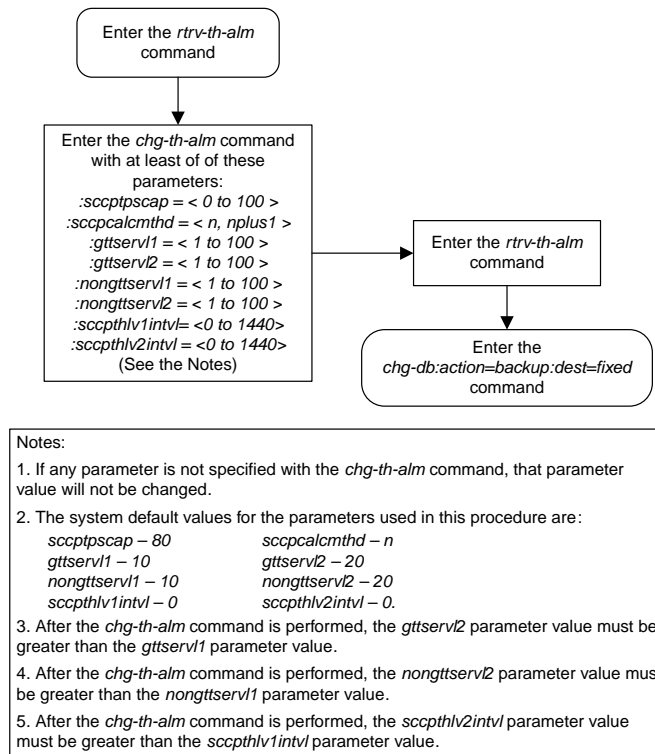 Enter the rtrv-th-alm
command
Enter the chg-th-alm command
with at least of of these
parameters:
:sccptpscap = < 0 to 100 >
:sccpcalcmthd = < n, nplus1 >
:gttservl1 = < 1 to 100 >
:gttservl2 = < 1 to 100 >
:nongttservl1 = < 1 to 100 >
:nongttservl2 = < 1 to 100 >
:sccpthlv1intvl= <0 to 1440>
:sccpthlv2intvl = <0 to 1440>
(See the Notes)
Enter the rtrv-th-alm
command
Enter the
chg-db:action=backup:dest=fixed
command
Notes:
1. If any parameter is not specified with the chg-th-alm command, that parameter
value will not be changed.
2. The system default values for the parameters used in this procedure are:
sccptpscap – 80 sccpcalcmthd – n
gttservl1 – 10 gttservl2 – 20
nongttservl1 – 10 nongttservl2 – 20
sccpthlv1intvl – 0 sccpthlv2intvl – 0.
3. After the chg-th-alm command is performed, the gttservl2 parameter value must be
greater than the gttservl1 parameter value.
4. After the chg-th-alm command is performed, the nongttservl2 parameter value mus
be greater than the nongttservl1 parameter value.
5. After the chg-th-alm command is performed, the sccpthlv2intvl parameter value
must be greater than the sccpthlv1intvl parameter value.